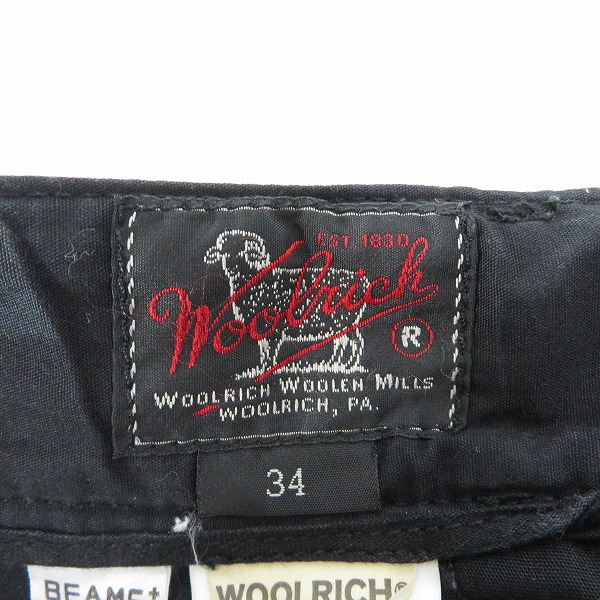 EST. 1830
Woolrich
®
WOOLRICH WOOLEN MILLS
WOOLRICH, PA.
34
BEAMS+
WOOLRICH®